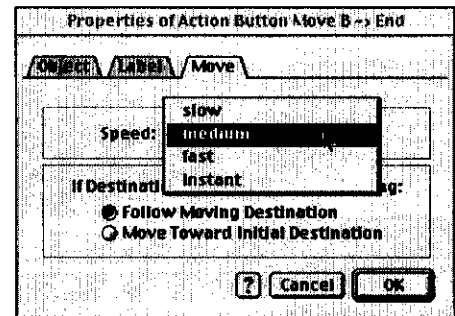 Properties of Action Button Move B -> End
Object Label Move
slow
Speed: medium
fast
instant
If Destinati ng:
Follow Moving Destination
Move Toward Initial Destination
? Cancel OK